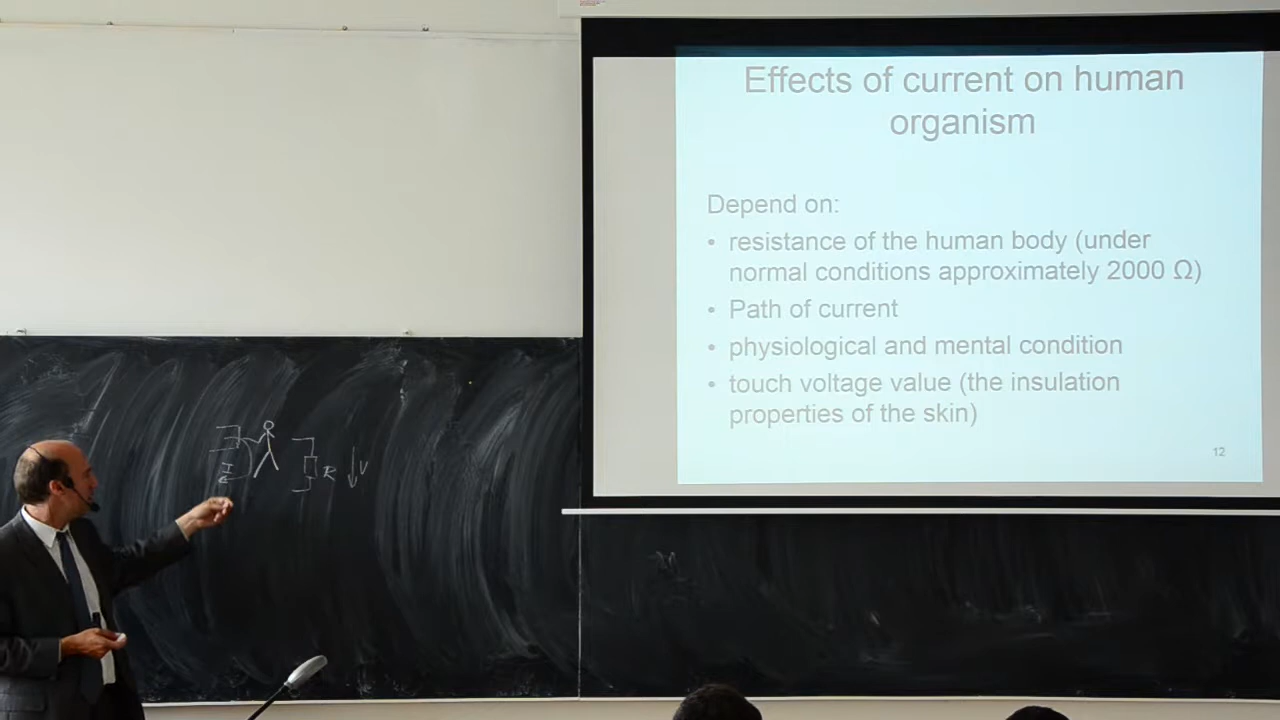 Effects of current on human
organism
Depend on:
• resistance of the human body (under
normal conditions approximately 2000 Ω)
• Path of current
• physiological and mental condition
• touch voltage value (the insulation
properties of the skin)
12
I
R
V